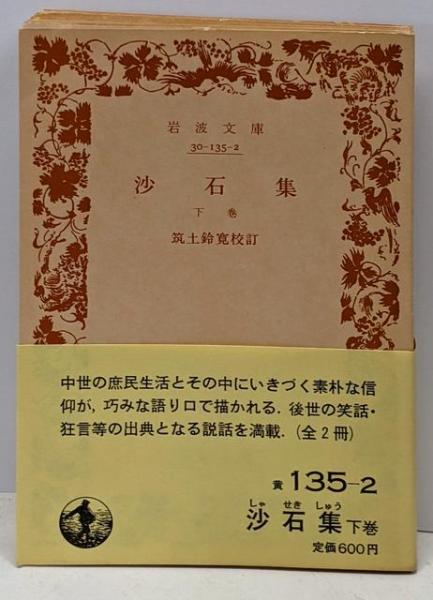 岩波文庫
30-135-2
沙石集
下巻
筑土鈴寛校訂
中世の庶民生活とその中にいきづく素朴な信
仰が，巧みな語り口で描かれる．後世の笑話・
狂言等の出典となる説話を満載．（全2冊）
黄 135-2
しゃ せき しゅう
沙石集 下巻
定価600円